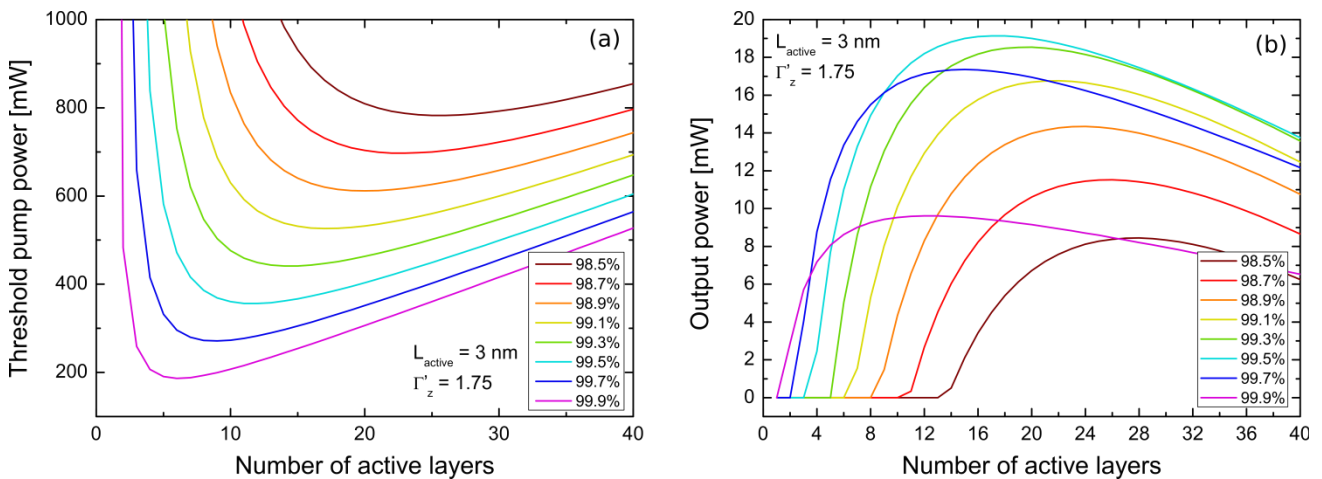 (a)
Threshold pump power [mW]
1000
800
600
400
200
98.5%
98.7%
98.9%
99.1%
99.3%
99.5%
99.7%
99.9%
L_active = 3 nm
Γ'_z = 1.75
0 10 20 30 40
Number of active layers
(b)
L_active = 3 nm
Γ'_z = 1.75
Output power [mW]
20
18
16
14
12
10
8
6
4
2
0
98.5%
98.7%
98.9%
99.1%
99.3%
99.5%
99.7%
99.9%
0 4 8 12 16 20 24 28 32 36 40
Number of active layers